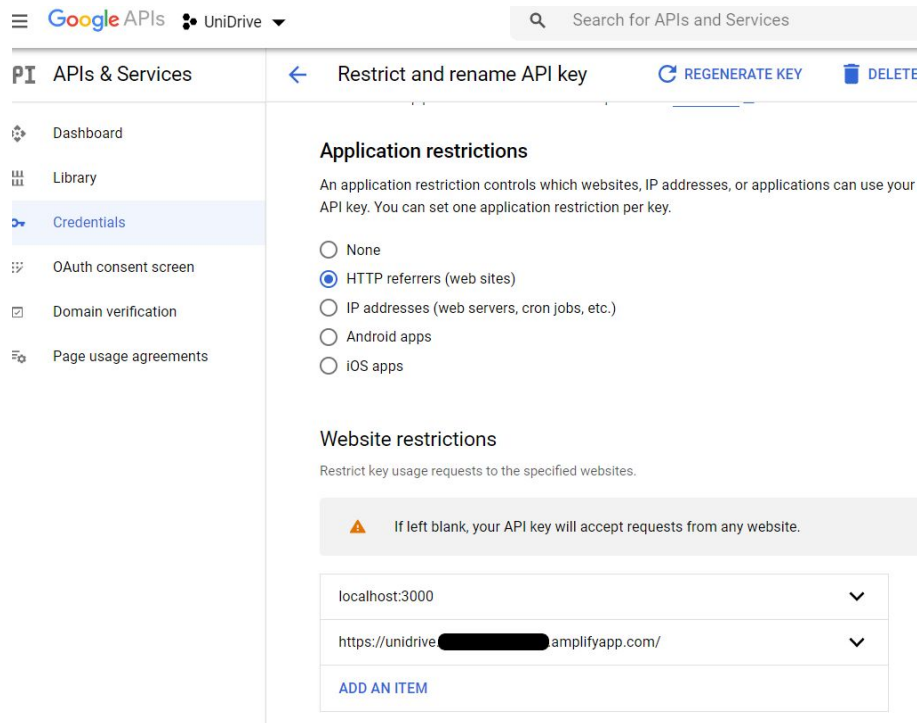 Google APIs UniDrive Search for APIs and Services
PI APIs & Services
Restrict and rename API key REGENERATE KEY DELETE
Dashboard
Library
Credentials
OAuth consent screen
Domain verification
Page usage agreements
Application restrictions
An application restriction controls which websites, IP addresses, or applications can use your
API key. You can set one application restriction per key.
None
HTTP referrers (web sites)
IP addresses (web servers, cron jobs, etc.)
Android apps
iOS apps
Website restrictions
Restrict key usage requests to the specified websites.
If left blank, your API key will accept requests from any website.
localhost:3000
https://unidrive. .amplifyapp.com/
ADD AN ITEM